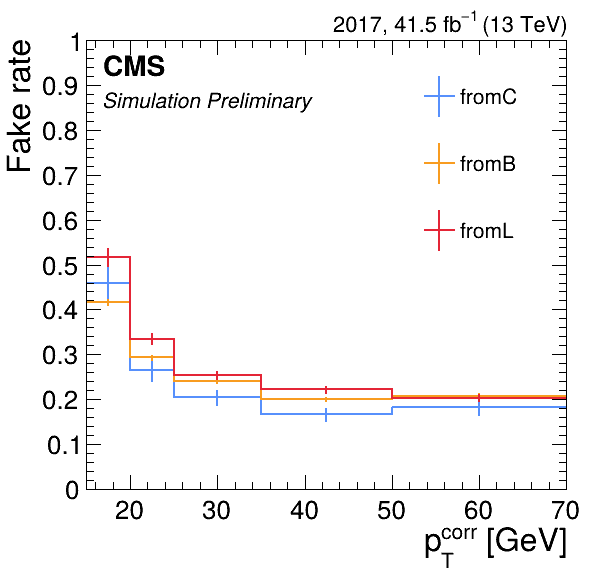 2017, 41.5 fb⁻¹ (13 TeV)
CMS
Simulation Preliminary
fromC
fromB
fromL
Fake rate
1
0.9
0.8
0.7
0.6
0.5
0.4
0.3
0.2
0.1
0
20 30 40 50 60 70
p_T^corr [GeV]